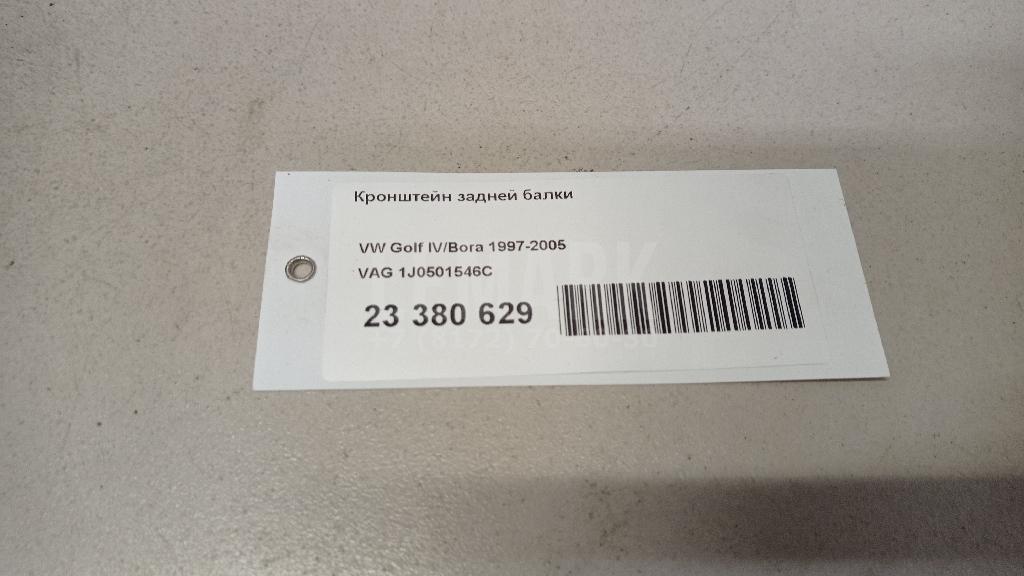 Кронштейн задней балки
VW Golf IV/Bora 1997-2005
VAG 1J0501546C
23 380 629